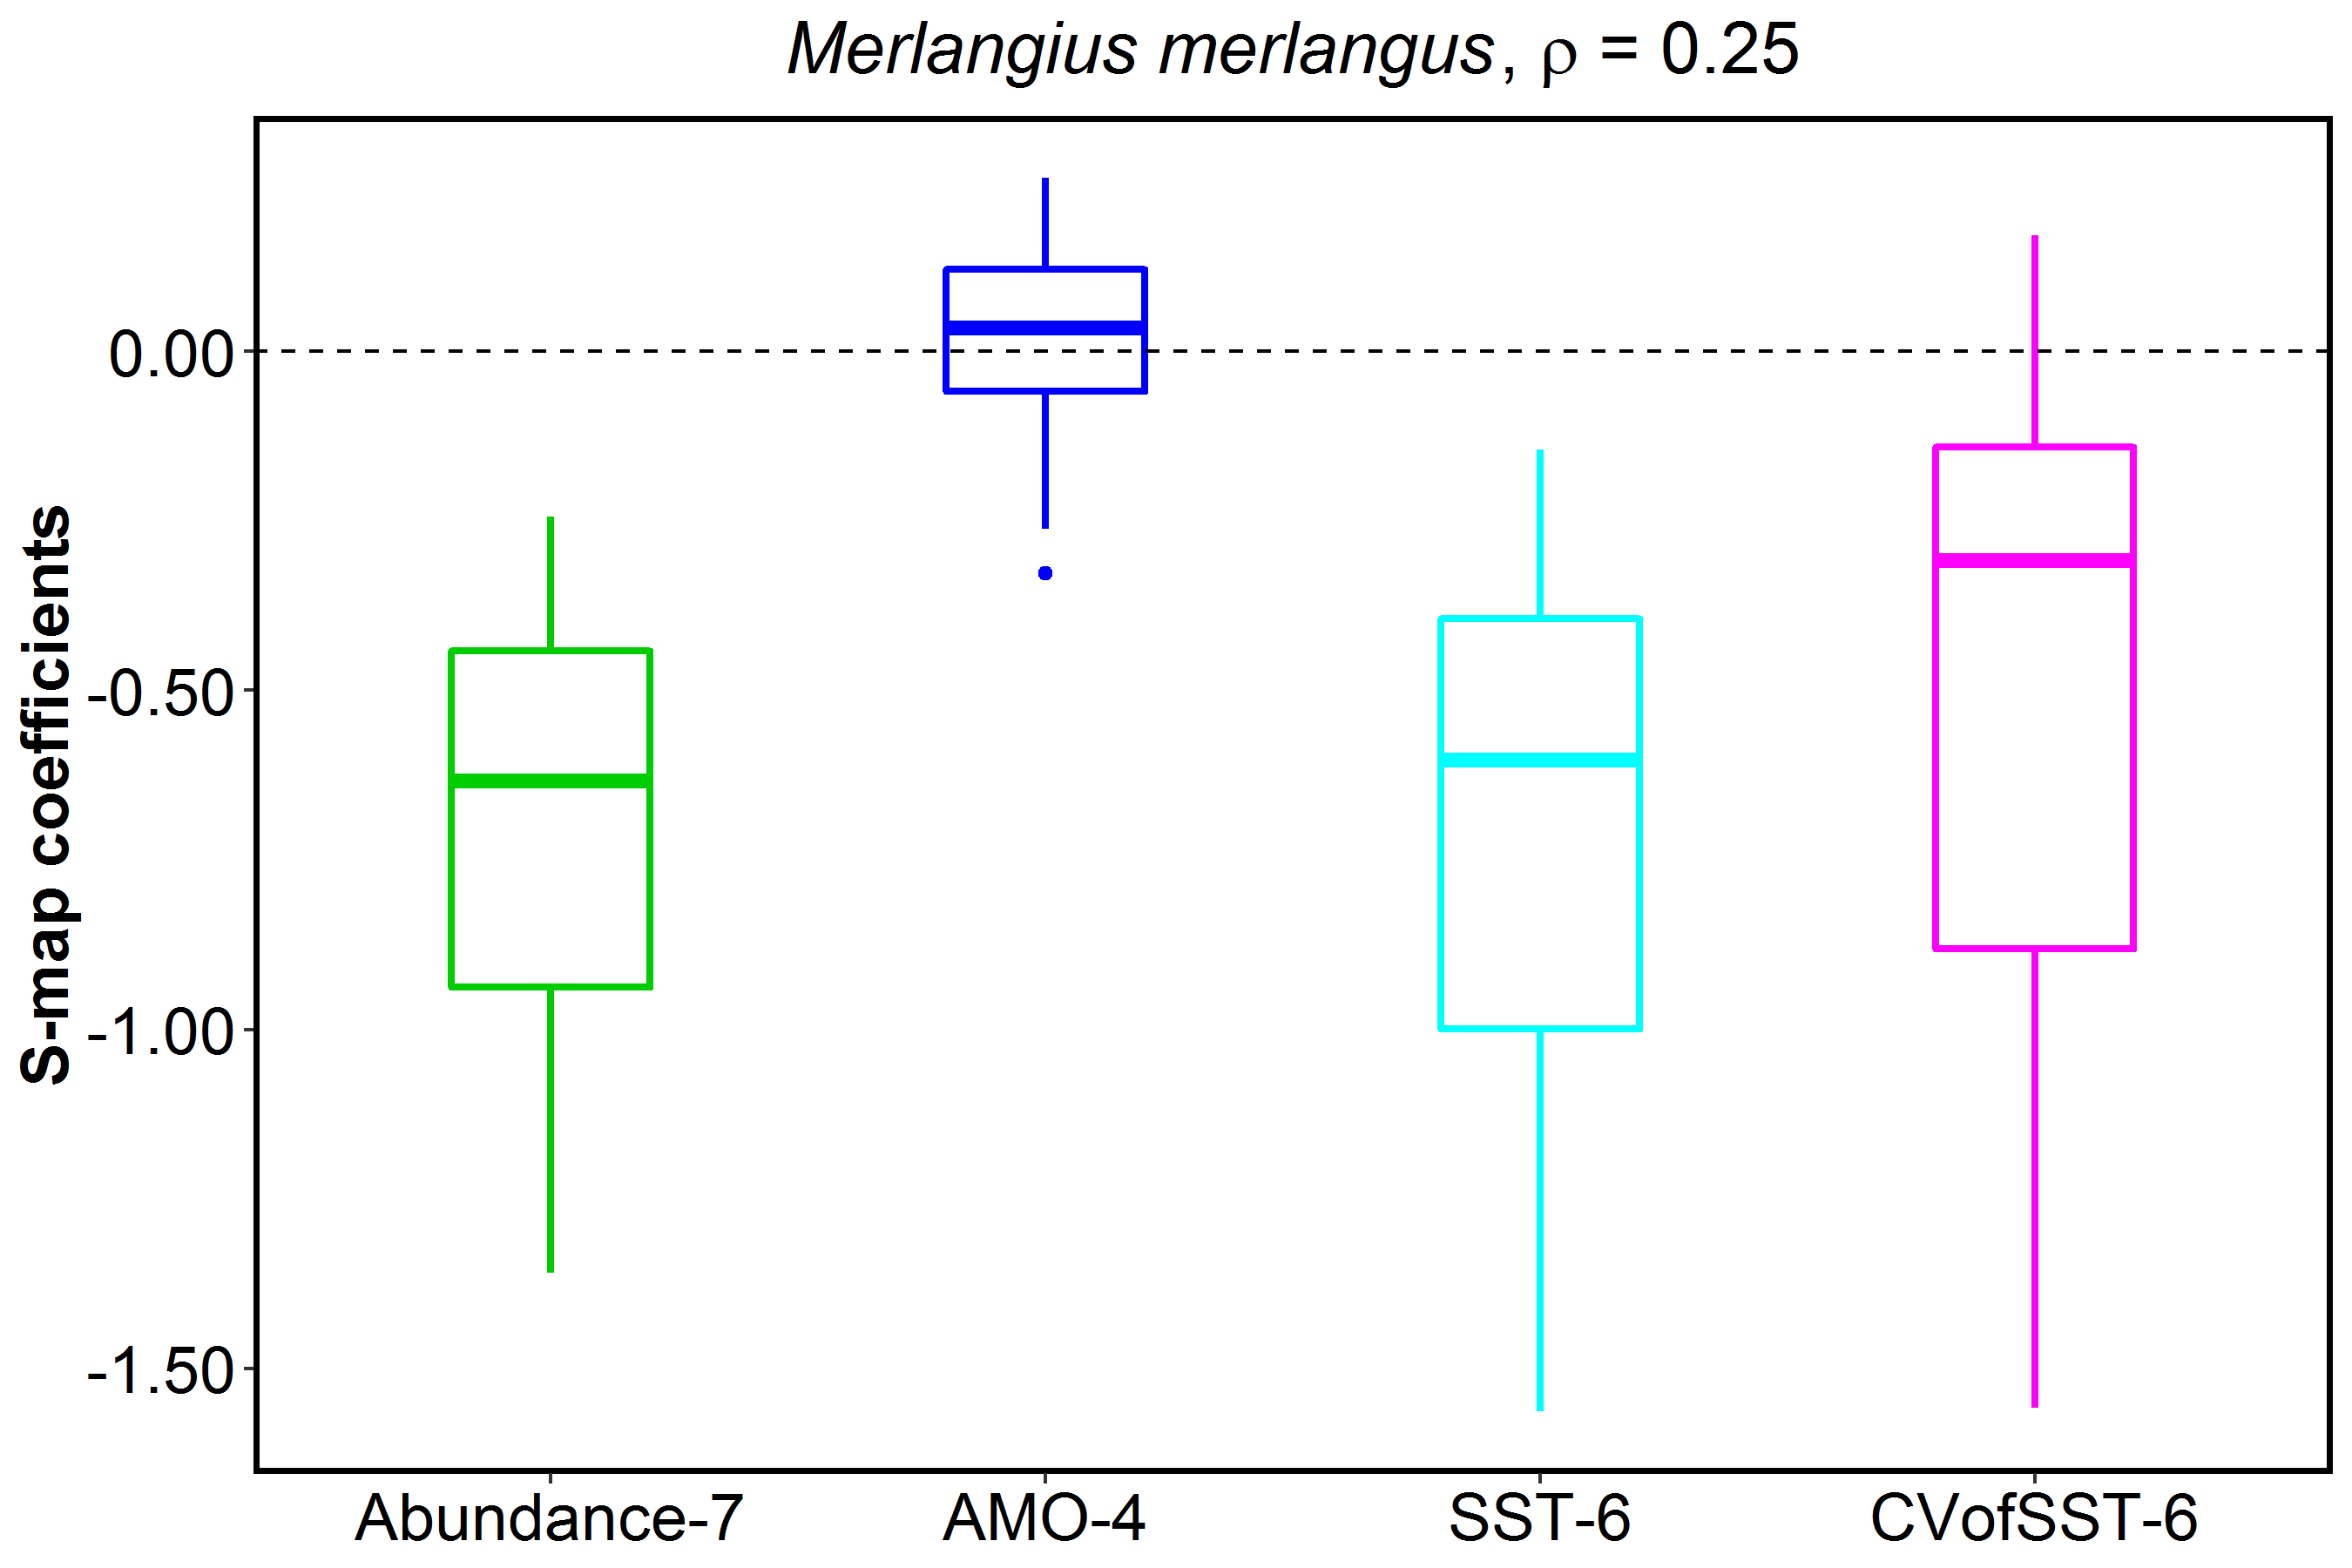 Merlangius merlangus, ρ = 0.25
S-map coefficients
0.00
-0.50
-1.00
-1.50
Abundance-7 AMO-4 SST-6 CVofSST-6